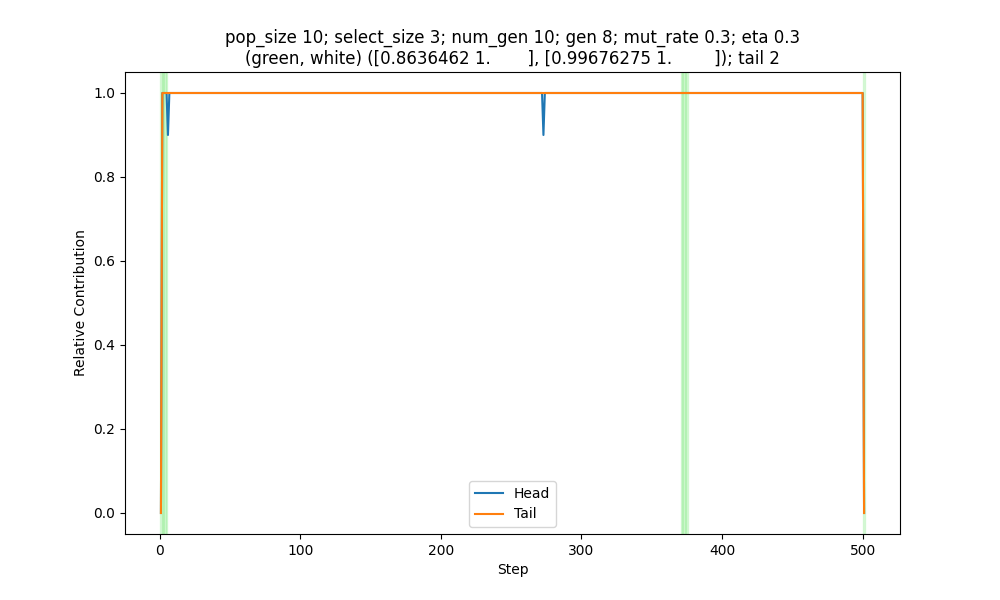 pop_size 10; select_size 3; num_gen 10; gen 8; mut_rate 0.3; eta 0.3
(green, white) ([0.8636462 1.        ], [0.99676275 1.         ]); tail 2
1.0
0.8
0.6
0.4
0.2
0.0
Relative Contribution
Head
Tail
0
100
200
300
400
500
Step